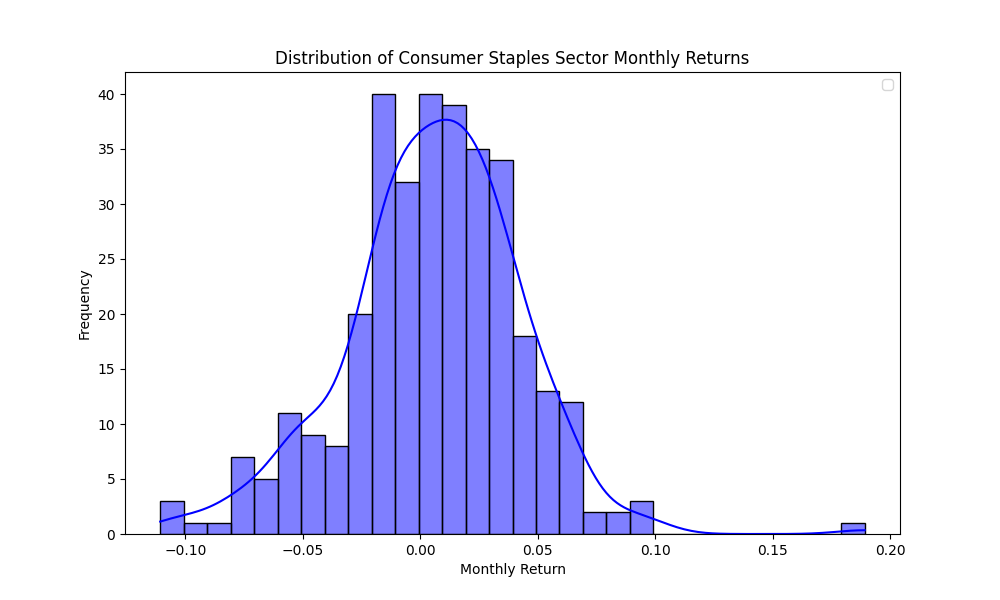 Distribution of Consumer Staples Sector Monthly Returns
40
35
30
25
20
15
10
5
0
Frequency
−0.10 −0.05 0.00 0.05 0.10 0.15 0.20
Monthly Return